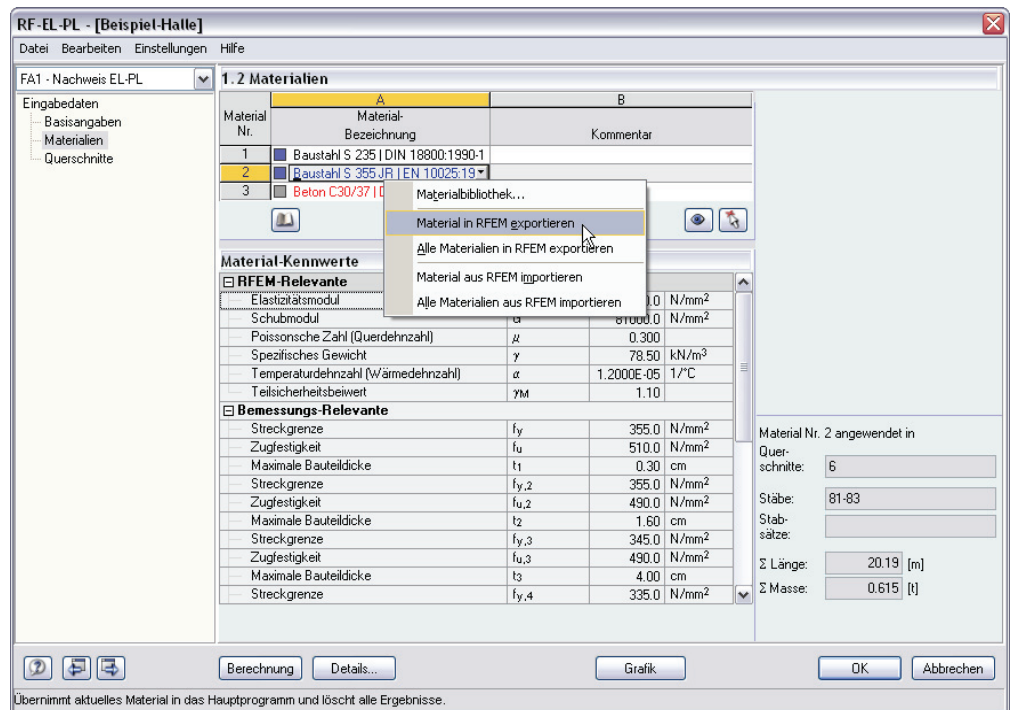 RF-EL-PL - [Beispiel-Halle]
Datei Bearbeiten Einstellungen Hilfe
FA1 - Nachweis EL-PL
Eingabedaten
Basisangaben
Materialien
Querschnitte
1.2 Materialien
A B
Material Nr. Material-Bezeichnung Kommentar
1 Baustahl S 235 | DIN 18800:1990-1
2 Baustahl S 355 JR | EN 10025:19
3 Beton C30/37 |
Materialbibliothek...
Material in RFEM exportieren
Alle Materialien in RFEM exportieren
Material aus RFEM importieren
Alle Materialien aus RFEM importieren
Material-Kennwerte
RFEM-Relevante
Elastizitätsmodul N/mm²
Schubmodul G 81000.0 N/mm²
Poissonsche Zahl (Querdehnzahl) μ 0.300
Spezifisches Gewicht γ 78.50 kN/m³
Temperaturdehnzahl (Wärmedehnzahl) α 1.2000E-05 1/°C
Teilsicherheitsbeiwert γM 1.10
Bemessungs-Relevante
Streckgrenze fy 355.0 N/mm²
Zugfestigkeit fu 510.0 N/mm²
Maximale Bauteildicke t1 0.30 cm
Streckgrenze fy,2 355.0 N/mm²
Zugfestigkeit fu,2 490.0 N/mm²
Maximale Bauteildicke t2 1.60 cm
Streckgrenze fy,3 345.0 N/mm²
Zugfestigkeit fu,3 490.0 N/mm²
Maximale Bauteildicke t3 4.00 cm
Streckgrenze fy,4 335.0 N/mm²
Material Nr. 2 angewendet in
Quer-
schnitte: 6
Stäbe: 81-83
Stab-
sätze:
Σ Länge: 20.19 [m]
Σ Masse: 0.615 [t]
Berechnung Details... Grafik OK Abbrechen
Übernimmt aktuelles Material in das Hauptprogramm und löscht alle Ergebnisse.